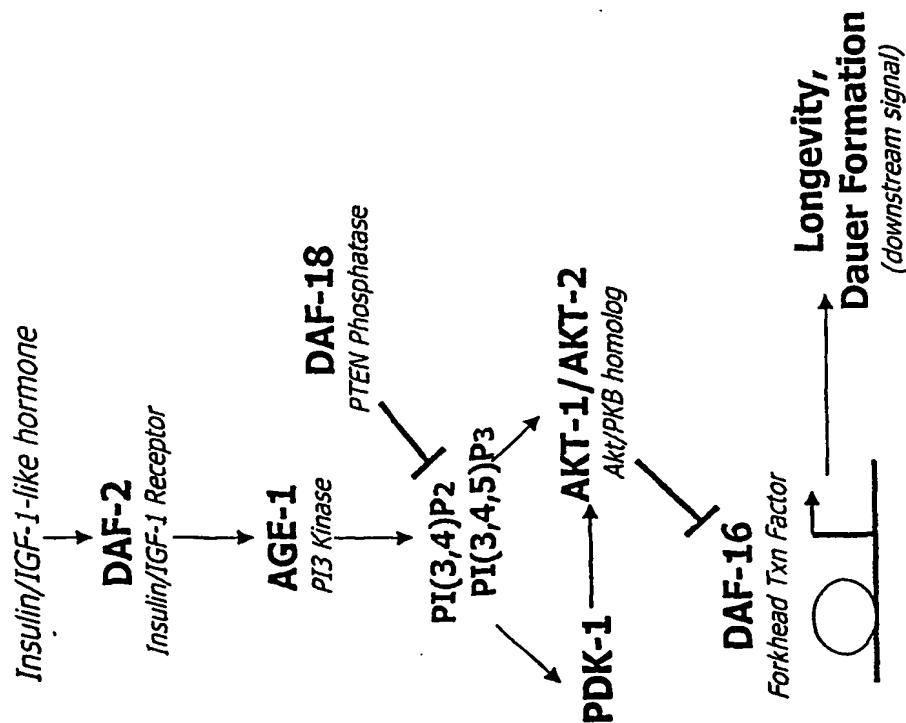 Insulin/IGF-1-like hormone
DAF-2
Insulin/IGF-1 Receptor
AGE-1
PI3 Kinase
DAF-18
PTEN Phosphatase
PI(3,4)P2
PI(3,4,5)P3
PDK-1
AKT-1/AKT-2
Akt/PKB homolog
DAF-16
Forkhead Txn Factor
Longevity,
Dauer Formation
(downstream signal)